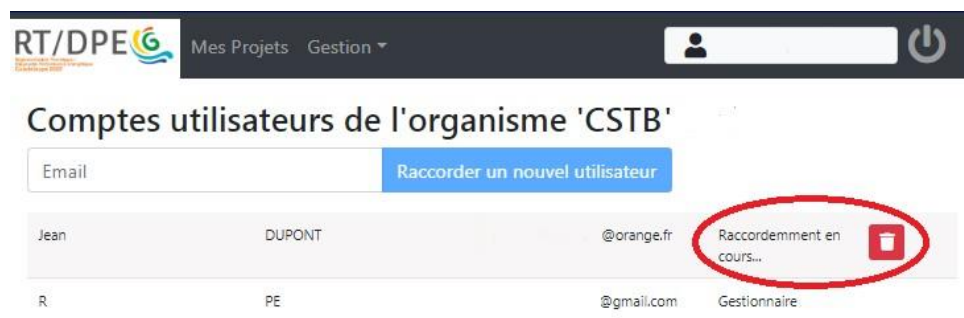 RT/DPE
Mes Projets Gestion
Comptes utilisateurs de l'organisme 'CSTB'
Email
Raccorder un nouvel utilisateur
Jean DUPONT @orange.fr Raccordemment en
cours...
R PE @gmail.com Gestionnaire